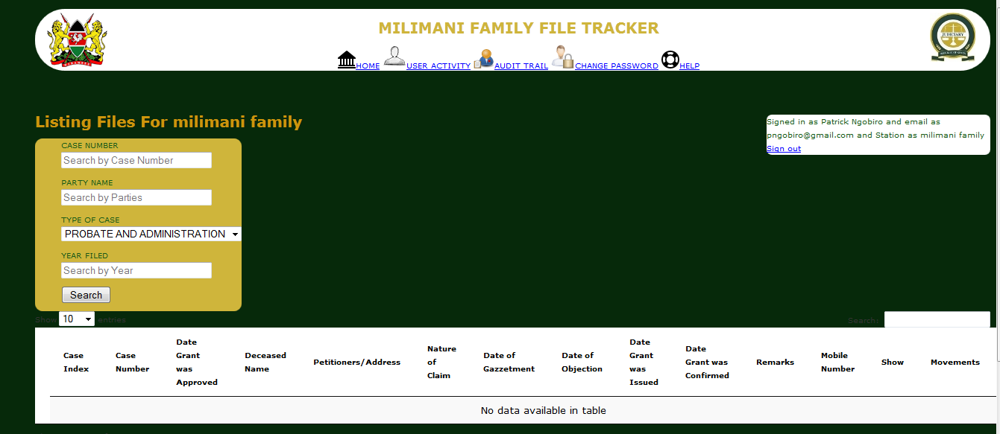 MILIMANI FAMILY FILE TRACKER
HOME USER ACTIVITY AUDIT TRAIL CHANGE PASSWORD HELP
JUDICIARY
Listing Files For milimani family
Signed in as Patrick Ngobiro and email as
pngobiro@gmail.com and Station as milimani family
Sign out
CASE NUMBER
Search by Case Number
PARTY NAME
Search by Parties
TYPE OF CASE
PROBATE AND ADMINISTRATION
YEAR FILED
Search by Year
Search
Show 10 entries
Search:
Case Index
Case Number
Date Grant was Approved
Deceased Name
Petitioners/Address
Nature of Claim
Date of Gazzetment
Date of Objection
Date Grant was Issued
Date Grant was Confirmed
Remarks
Mobile Number
Show
Movements
No data available in table